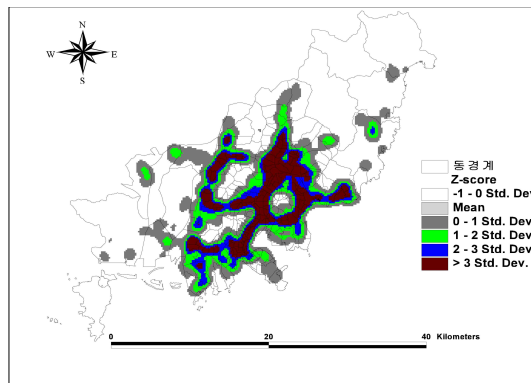 N
W
E
S
동 경 계
Z-score
-1 - 0 Std. Dev
Mean
0 - 1 Std. Dev
1 - 2 Std. Dev
2 - 3 Std. Dev
> 3 Std. Dev.
0
20
40 Kilometers